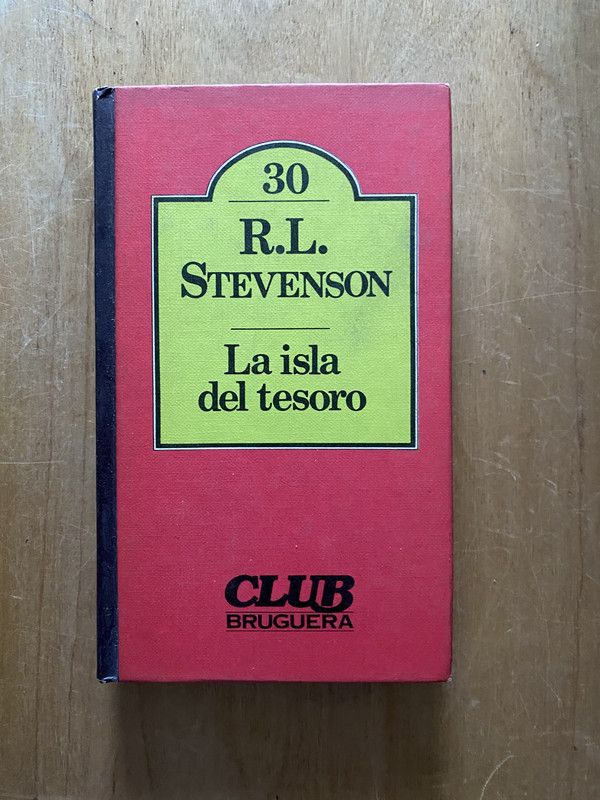 30
R.L.
STEVENSON
La isla
del tesoro
CLUB
BRUGUERA